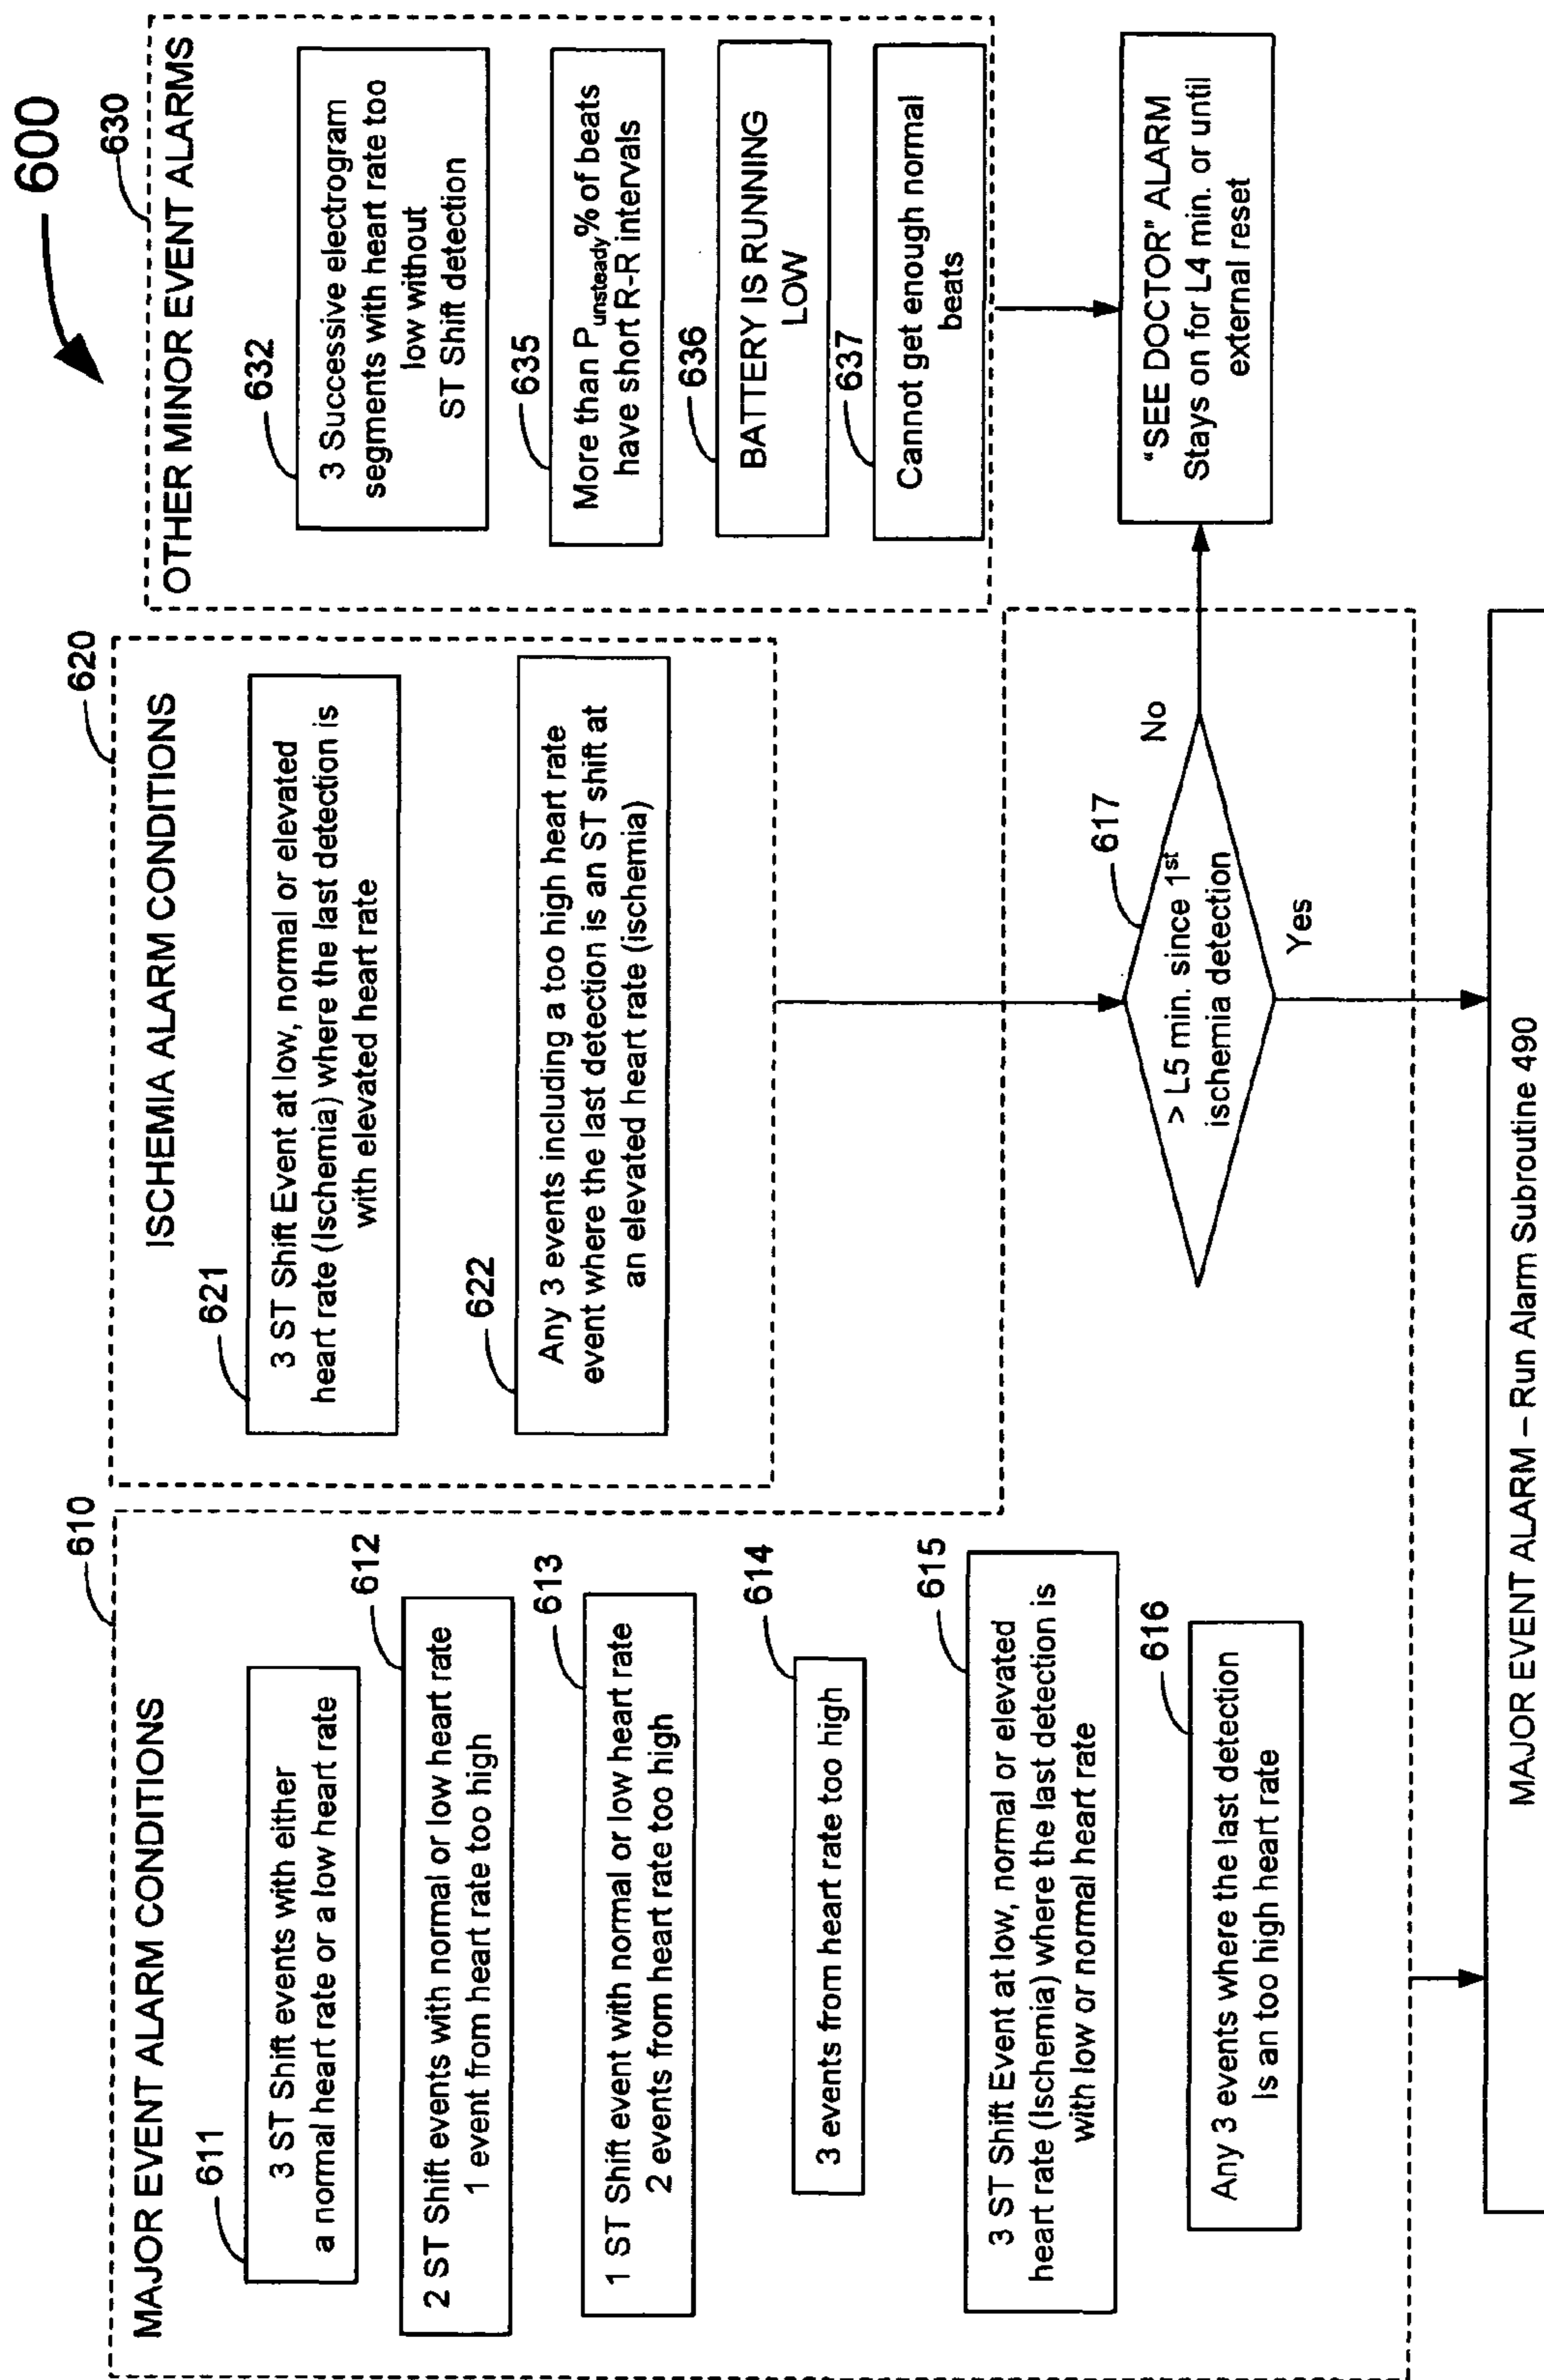 600
610
MAJOR EVENT ALARM CONDITIONS
611
3 ST Shift events with either
a normal heart rate or a low heart rate
612
2 ST Shift events with normal or low heart rate
1 event from heart rate too high
613
1 ST Shift event with normal or low heart rate
2 events from heart rate too high
614
3 events from heart rate too high
615
3 ST Shift Event at low, normal or elevated
heart rate (Ischemia) where the last detection is
with low or normal heart rate
616
Any 3 events where the last detection
Is an too high heart rate
620
ISCHEMIA ALARM CONDITIONS
621
3 ST Shift Event at low, normal or elevated
heart rate (Ischemia) where the last detection is
with elevated heart rate
622
Any 3 events including a too high heart rate
event where the last detection is an ST shift at
an elevated heart rate (ischemia)
617
> L5 min. since 1st
ischemia detection
No
Yes
630
OTHER MINOR EVENT ALARMS
632
3 Successive electrogram
segments with heart rate too
low without
ST Shift detection
635
More than Punsteady% of beats
have short R-R intervals
636
BATTERY IS RUNNING
LOW
637
Cannot get enough normal
beats
"SEE DOCTOR" ALARM
Stays on for L4 min. or until
external reset
MAJOR EVENT ALARM – Run Alarm Subroutine 490